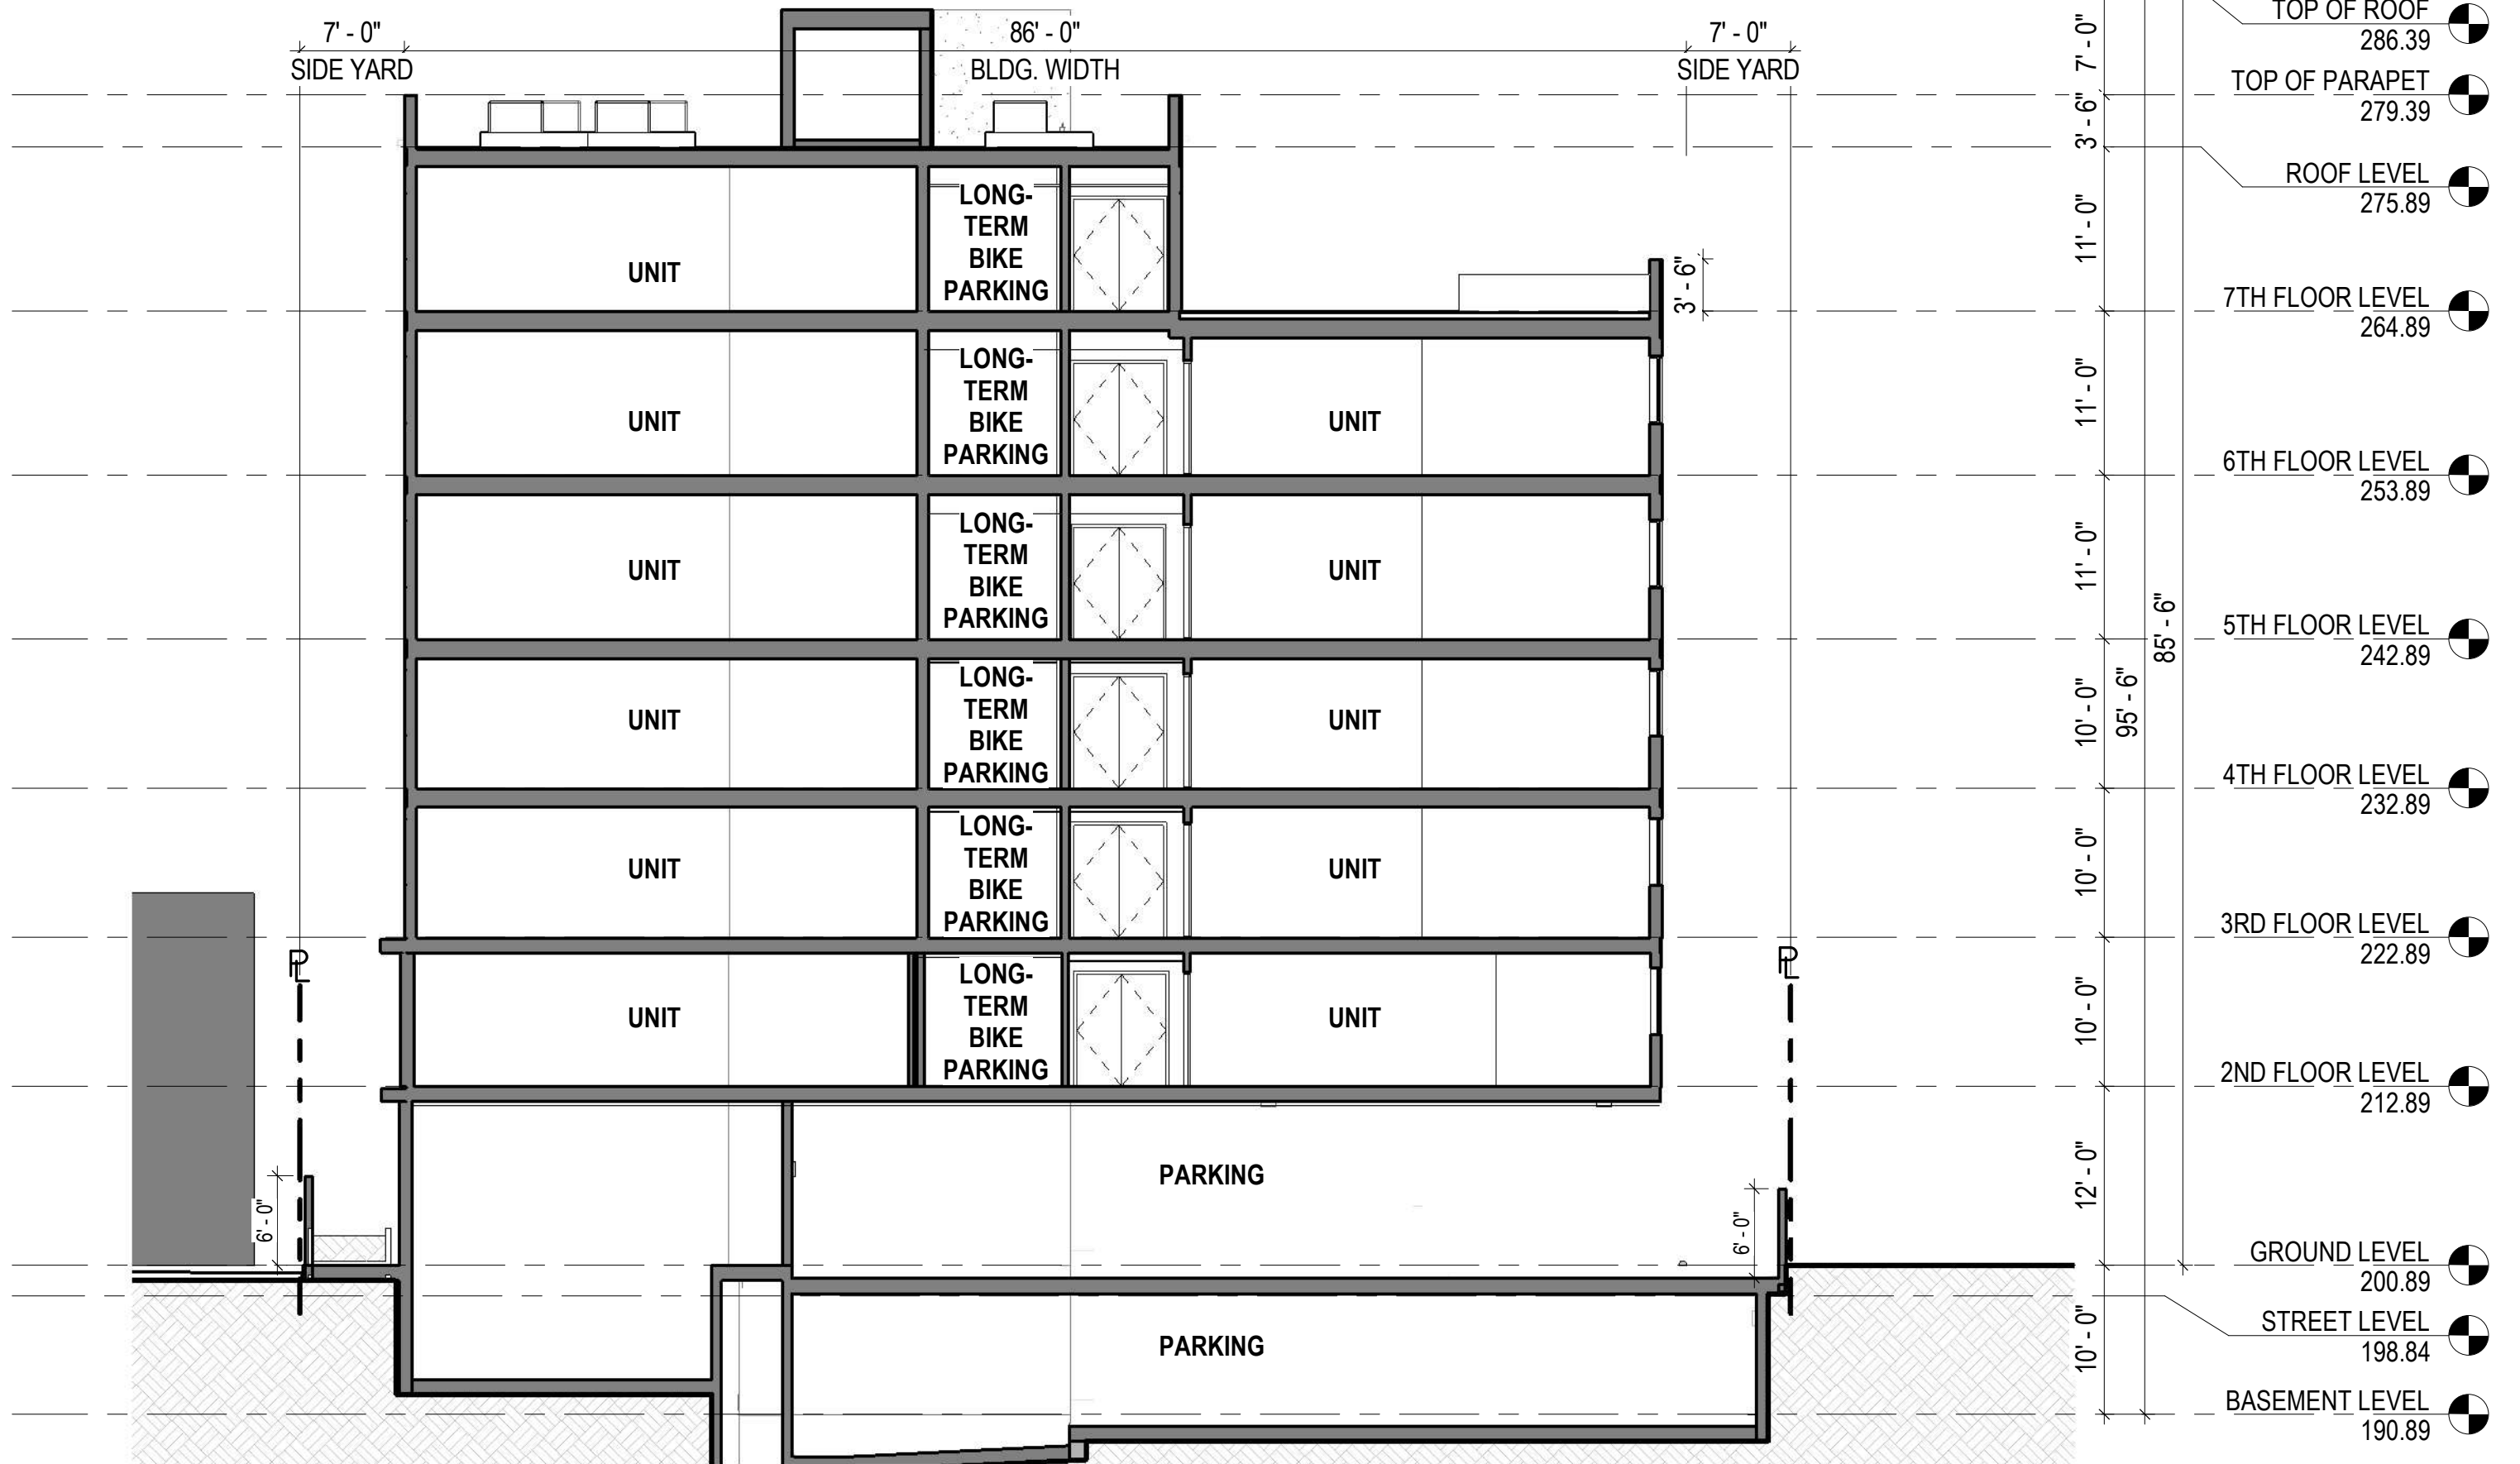 7' - 0"
SIDE YARD
86' - 0"
BLDG. WIDTH
7' - 0"
SIDE YARD
TOP OF ROOF
286.39
7' - 0"
TOP OF PARAPET
279.39
3' - 6"
ROOF LEVEL
275.89
11' - 0"
LONG-
TERM
BIKE
PARKING
UNIT
3' - 6"
7TH FLOOR LEVEL
264.89
11' - 0"
UNIT
LONG-
TERM
BIKE
PARKING
UNIT
6TH FLOOR LEVEL
253.89
11' - 0"
UNIT
LONG-
TERM
BIKE
PARKING
UNIT
85' - 6"
95' - 6"
5TH FLOOR LEVEL
242.89
10' - 0"
UNIT
LONG-
TERM
BIKE
PARKING
UNIT
4TH FLOOR LEVEL
232.89
10' - 0"
UNIT
LONG-
TERM
BIKE
PARKING
UNIT
3RD FLOOR LEVEL
222.89
PL
PL
10' - 0"
UNIT
LONG-
TERM
BIKE
PARKING
UNIT
2ND FLOOR LEVEL
212.89
12' - 0"
PARKING
6' - 0"
6' - 0"
GROUND LEVEL
200.89
STREET LEVEL
198.84
10' - 0"
PARKING
BASEMENT LEVEL
190.89